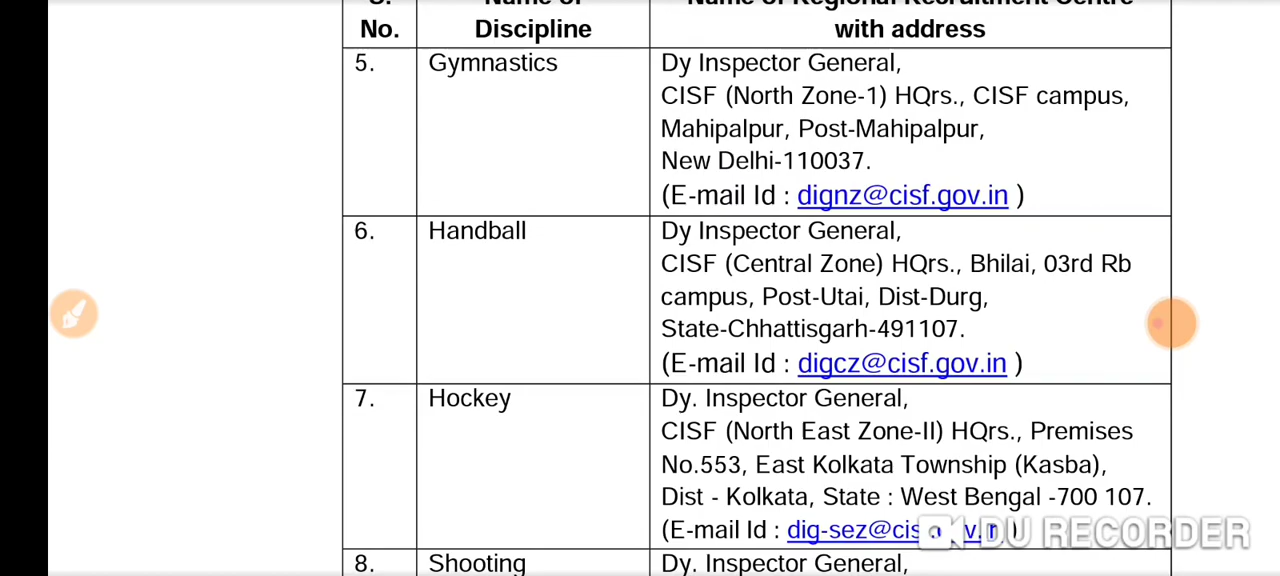 No.
Discipline
Name of Regional Recruitment Centre
with address
5.
Gymnastics
Dy Inspector General,
CISF (North Zone-1) HQrs., CISF campus,
Mahipalpur, Post-Mahipalpur,
New Delhi-110037.
(E-mail Id : dignz@cisf.gov.in )
6.
Handball
Dy Inspector General,
CISF (Central Zone) HQrs., Bhilai, 03rd Rb
campus, Post-Utai, Dist-Durg,
State-Chhattisgarh-491107.
(E-mail Id : digcz@cisf.gov.in )
7.
Hockey
Dy. Inspector General,
CISF (North East Zone-II) HQrs., Premises
No.553, East Kolkata Township (Kasba),
Dist - Kolkata, State : West Bengal -700 107.
(E-mail Id : dig-sez@cisf.gov.in )
DU RECORDER
8.
Shooting
Dy. Inspector General,